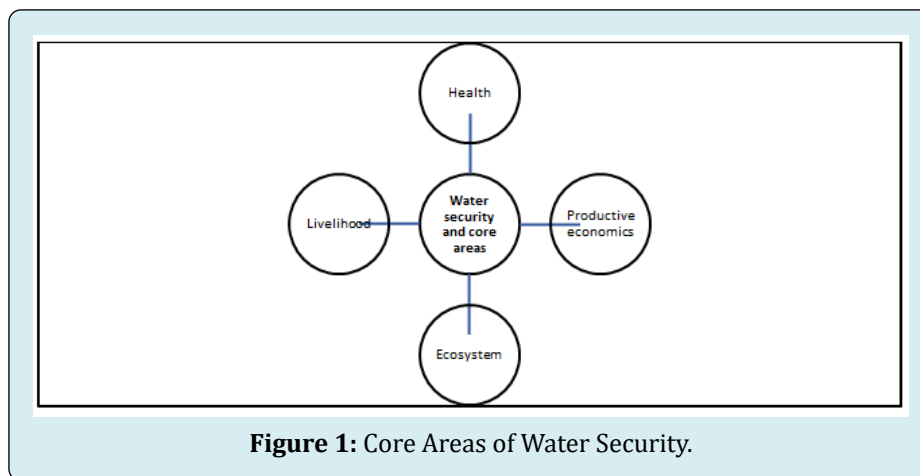 Health
Livelihood
Water
security
and core
areas
Productive
economics
Ecosystem
Figure 1: Core Areas of Water Security.